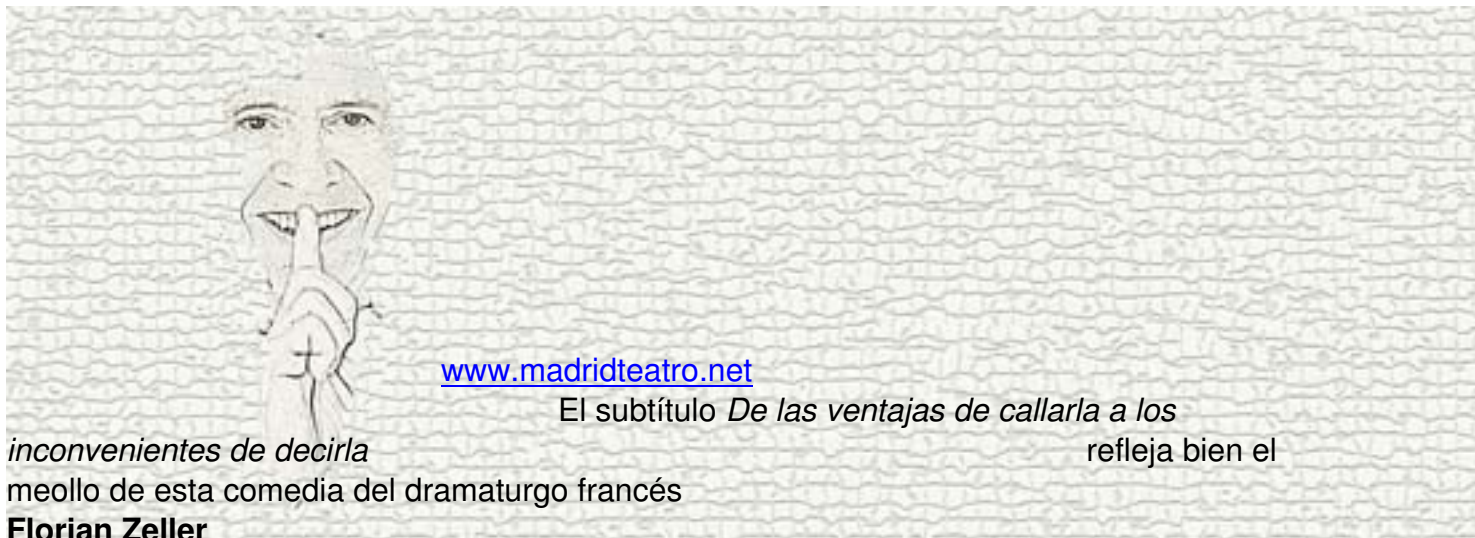 www.madridteatro.net
El subtítulo De las ventajas de callarla a los
inconvenientes de decirla refleja bien el
meollo de esta comedia del dramaturgo francés
Florian Zeller